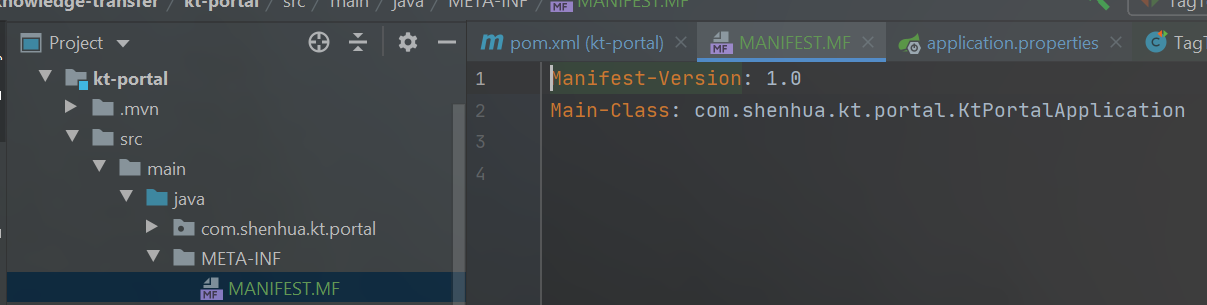 knowledge-transfer / kt-portal / src / main / java / META-INF / MANIFEST.MF
Project
kt-portal
.mvn
src
main
java
com.shenhua.kt.portal
META-INF
MF MANIFEST.MF
pom.xml (kt-portal) × MANIFEST.MF × application.properties ×
1 Manifest-Version: 1.0
2 Main-Class: com.shenhua.kt.portal.KtPortalApplication
3
4